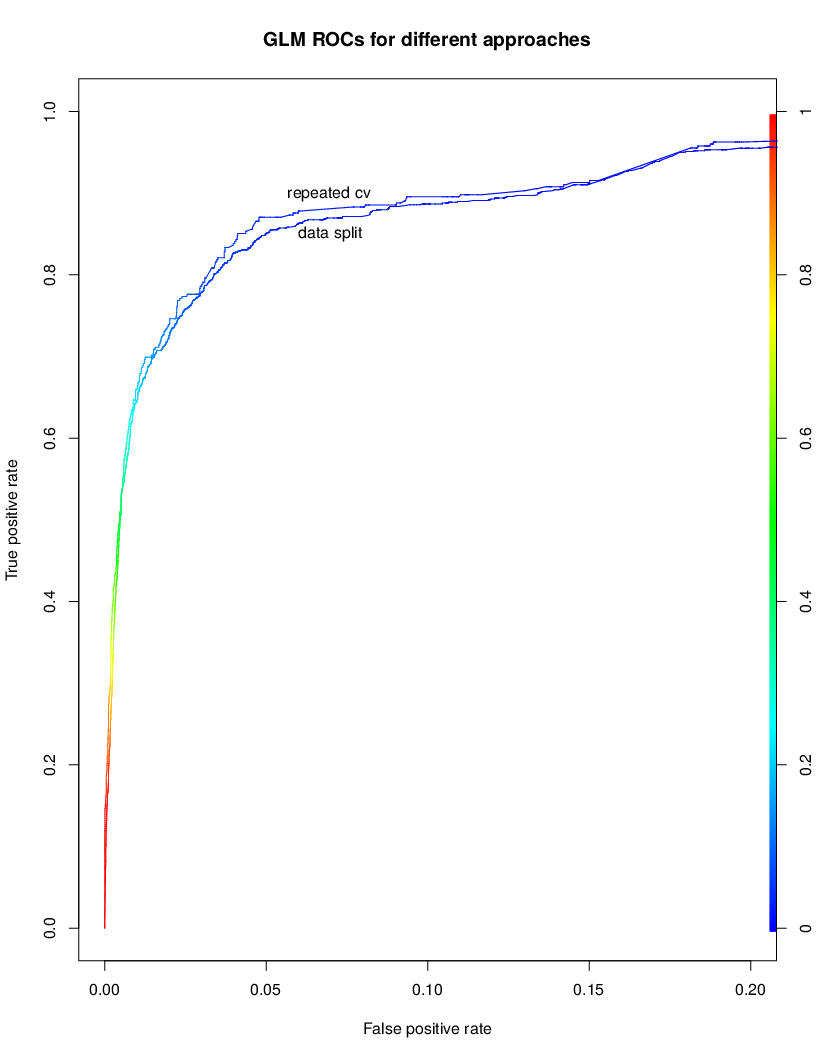 GLM ROCs for different approaches
1.0
0.8
0.6
0.4
0.2
0.0
True positive rate
repeated cv
data split
1
0.8
0.6
0.4
0.2
0
0.00 0.05 0.10 0.15 0.20
False positive rate